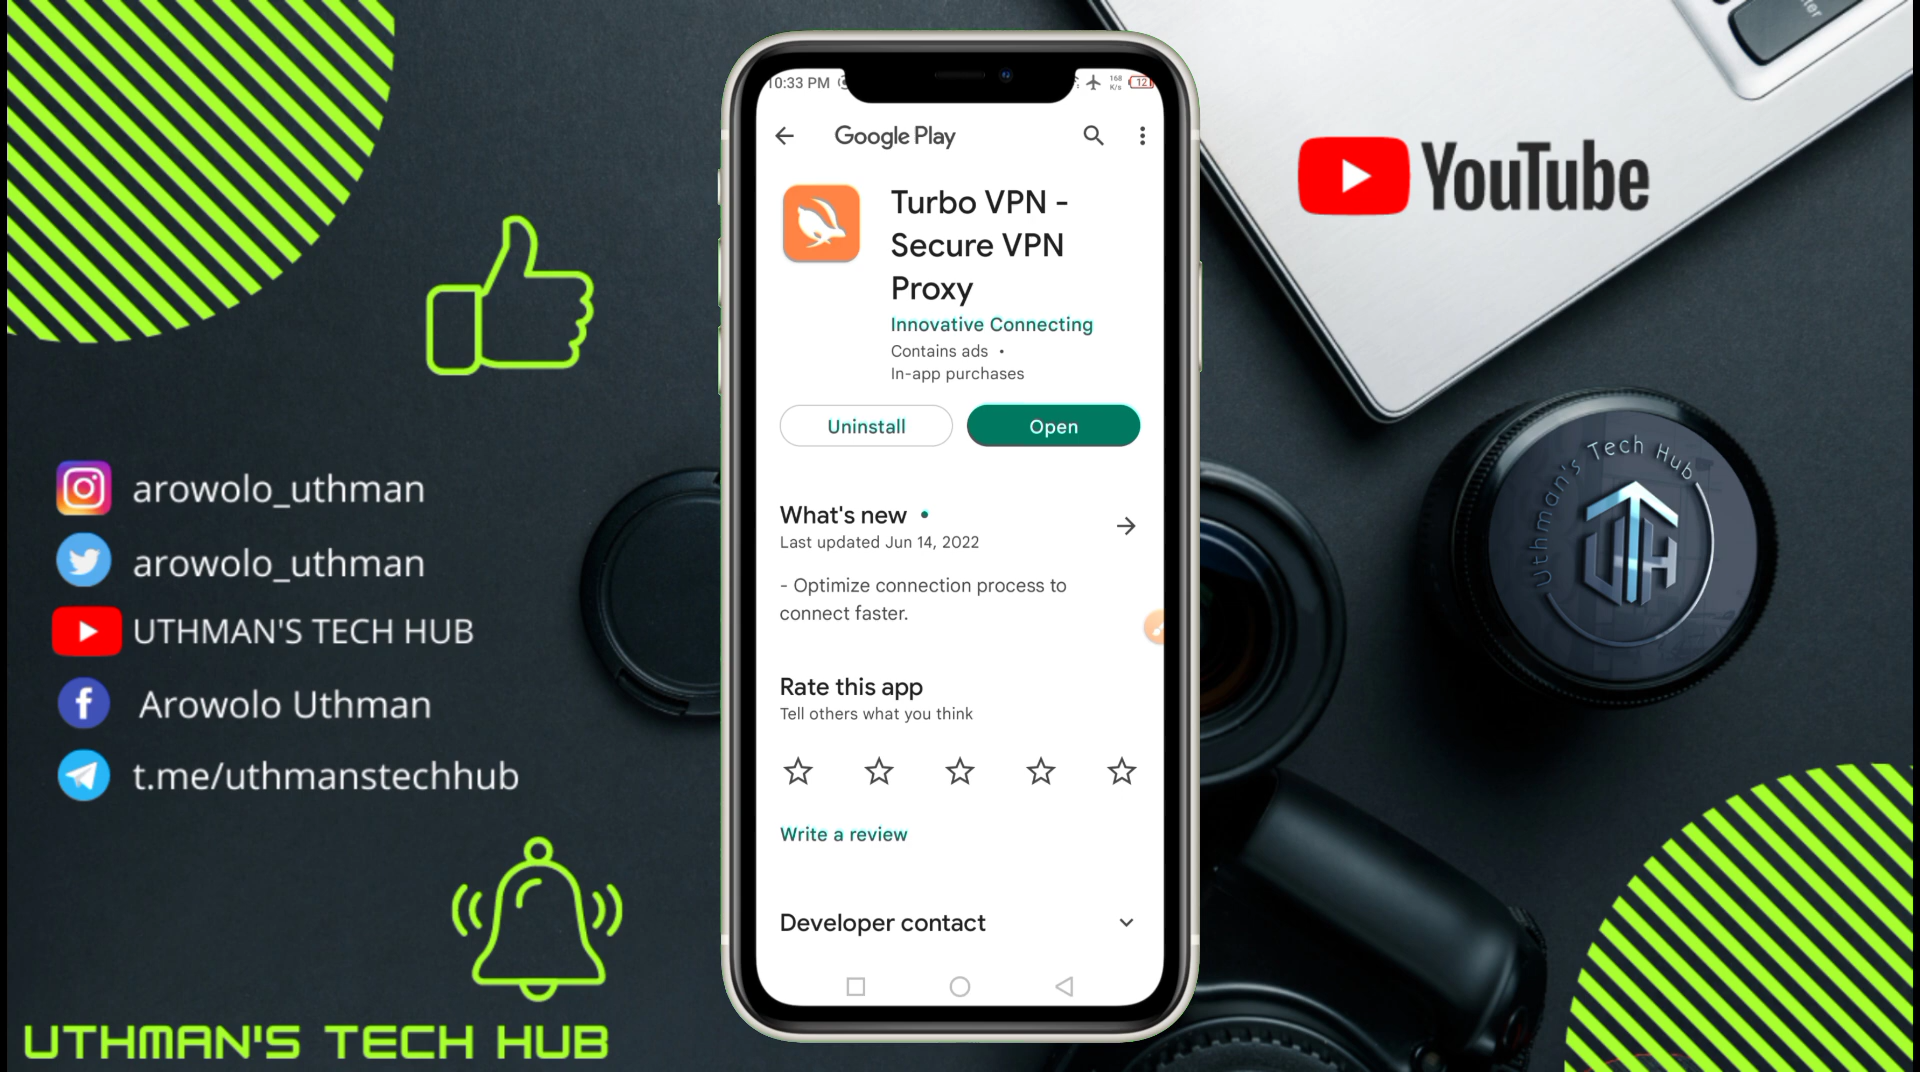 YouTube
arowolo_uthman
arowolo_uthman
UTHMAN'S TECH HUB
Arowolo Uthman
t.me/uthmanstechhub
UTHMAN'S TECH HUB
10:33 PM
168
K/s
12
Google Play
Turbo VPN -
Secure VPN
Proxy
Innovative Connecting
Contains ads •
In-app purchases
Uninstall
Open
What's new •
Last updated Jun 14, 2022
- Optimize connection process to
connect faster.
Rate this app
Tell others what you think
Write a review
Developer contact
Uthman's Tech Hub
UTH